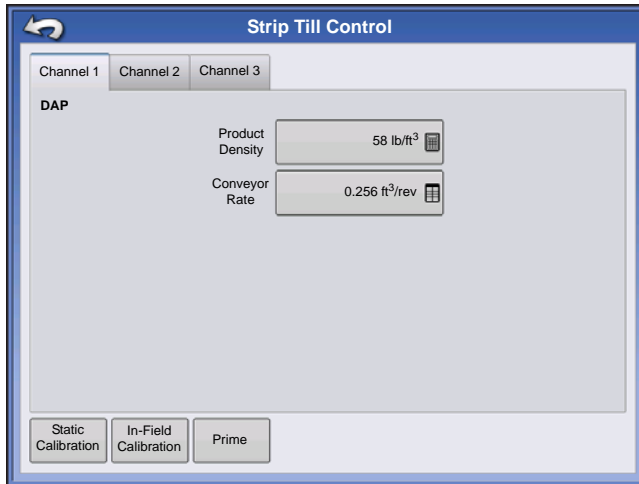 Strip Till Control
Channel 1
Channel 2
Channel 3
DAP
Product
Density
58 lb/ft³
Conveyor
Rate
0.256 ft³/rev
Static
Calibration
In-Field
Calibration
Prime